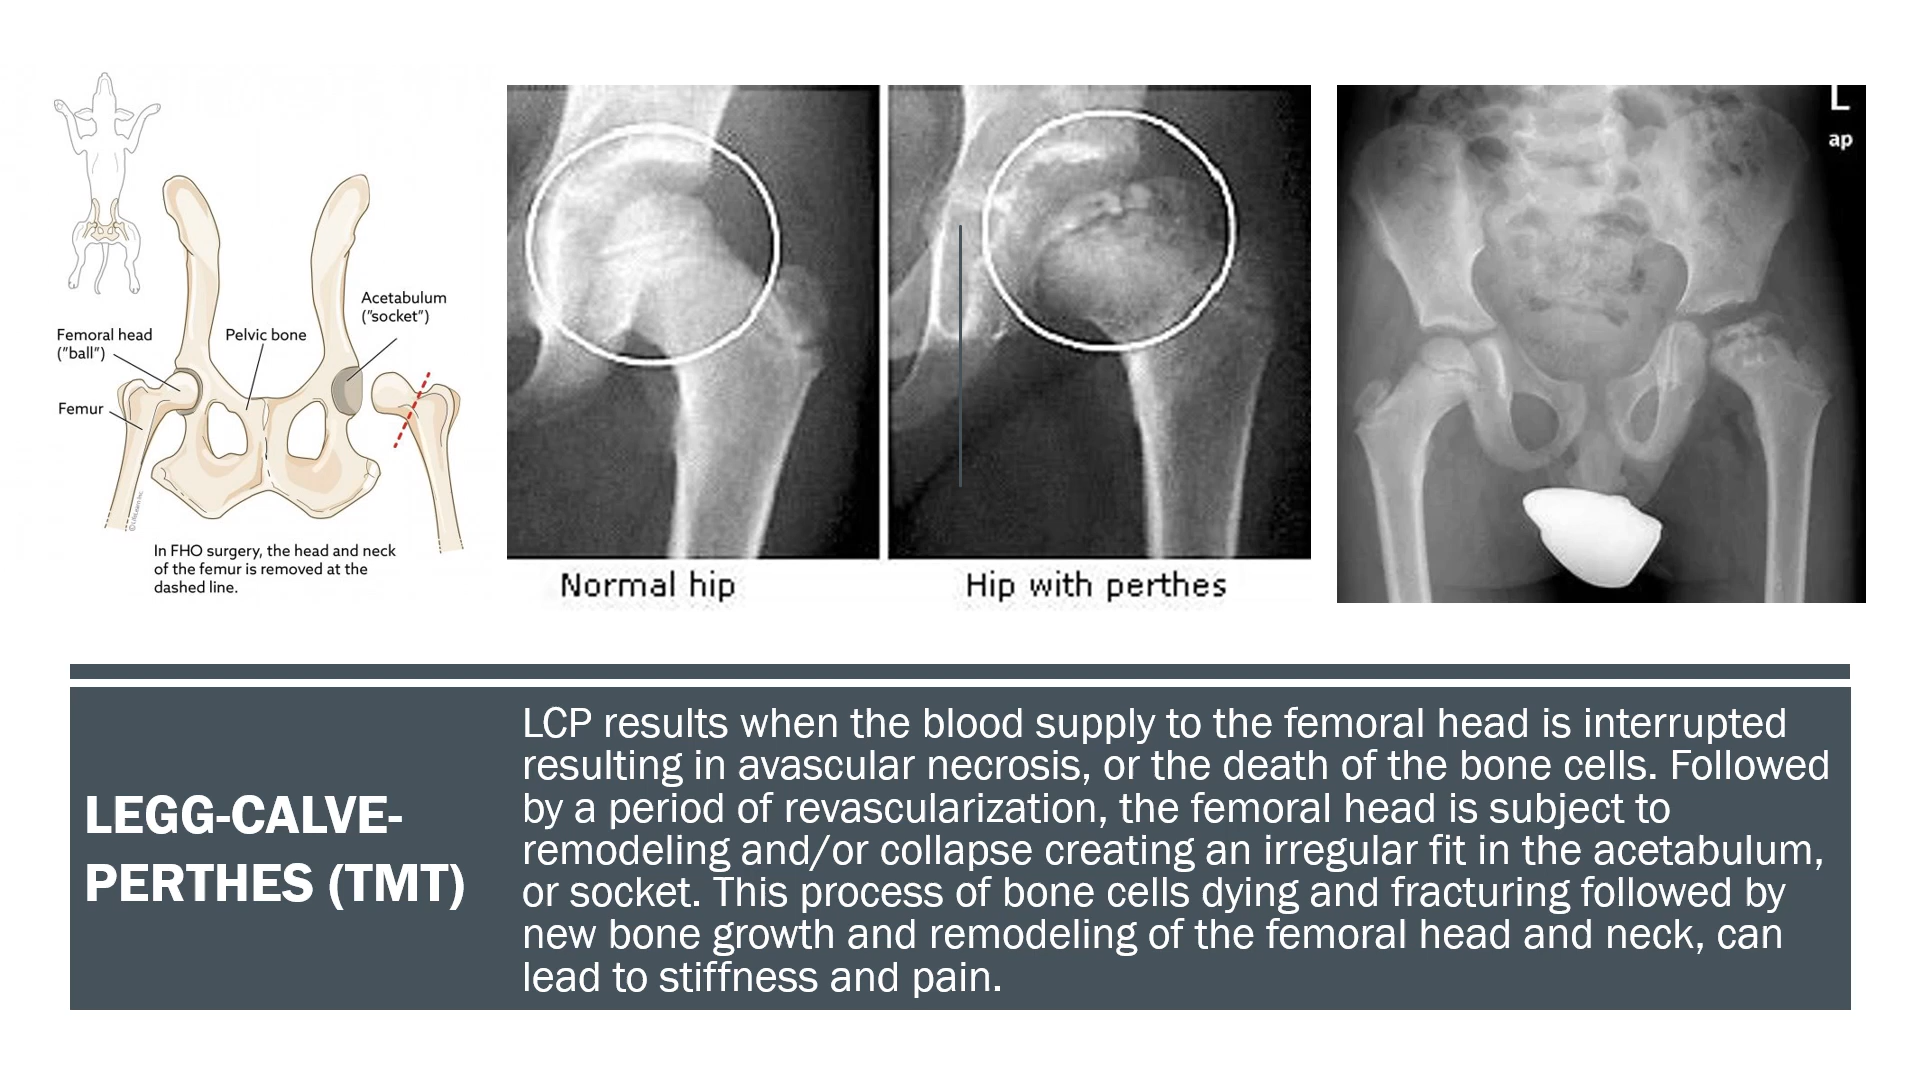 Acetabulum
("socket")
Femoral head
("ball")
Pelvic bone
Femur
In FHO surgery, the head and neck
of the femur is removed at the
dashed line.
Normal hip
Hip with perthes
L
ap
LEGG-CALVE-
PERTHES (TMT)
LCP results when the blood supply to the femoral head is interrupted
resulting in avascular necrosis, or the death of the bone cells. Followed
by a period of revascularization, the femoral head is subject to
remodeling and/or collapse creating an irregular fit in the acetabulum,
or socket. This process of bone cells dying and fracturing followed by
new bone growth and remodeling of the femoral head and neck, can
lead to stiffness and pain.